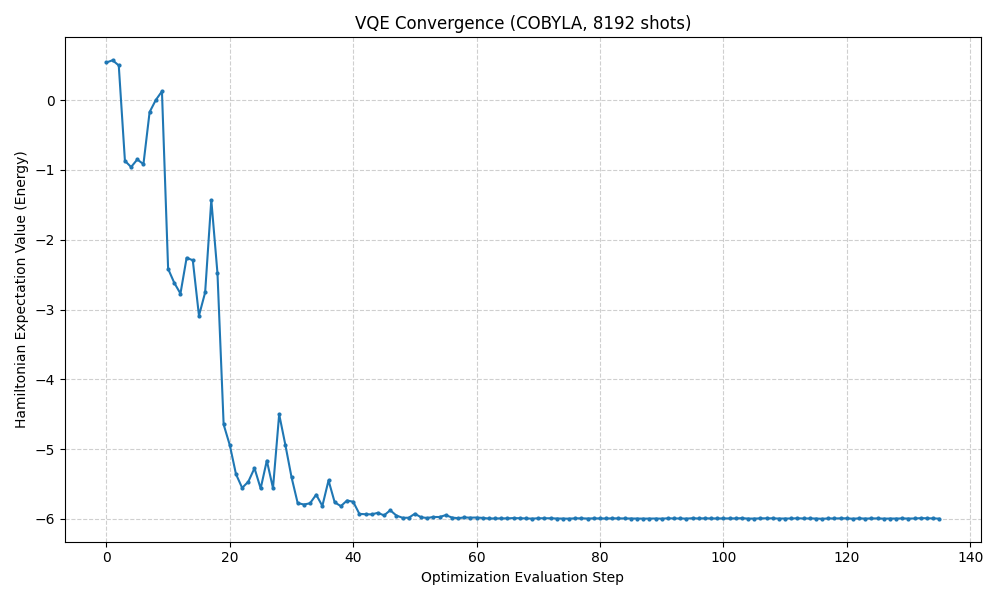 VQE Convergence (COBYLA, 8192 shots)
Hamiltonian Expectation Value (Energy)
0
−1
−2
−3
−4
−5
−6
0 20 40 60 80 100 120 140
Optimization Evaluation Step